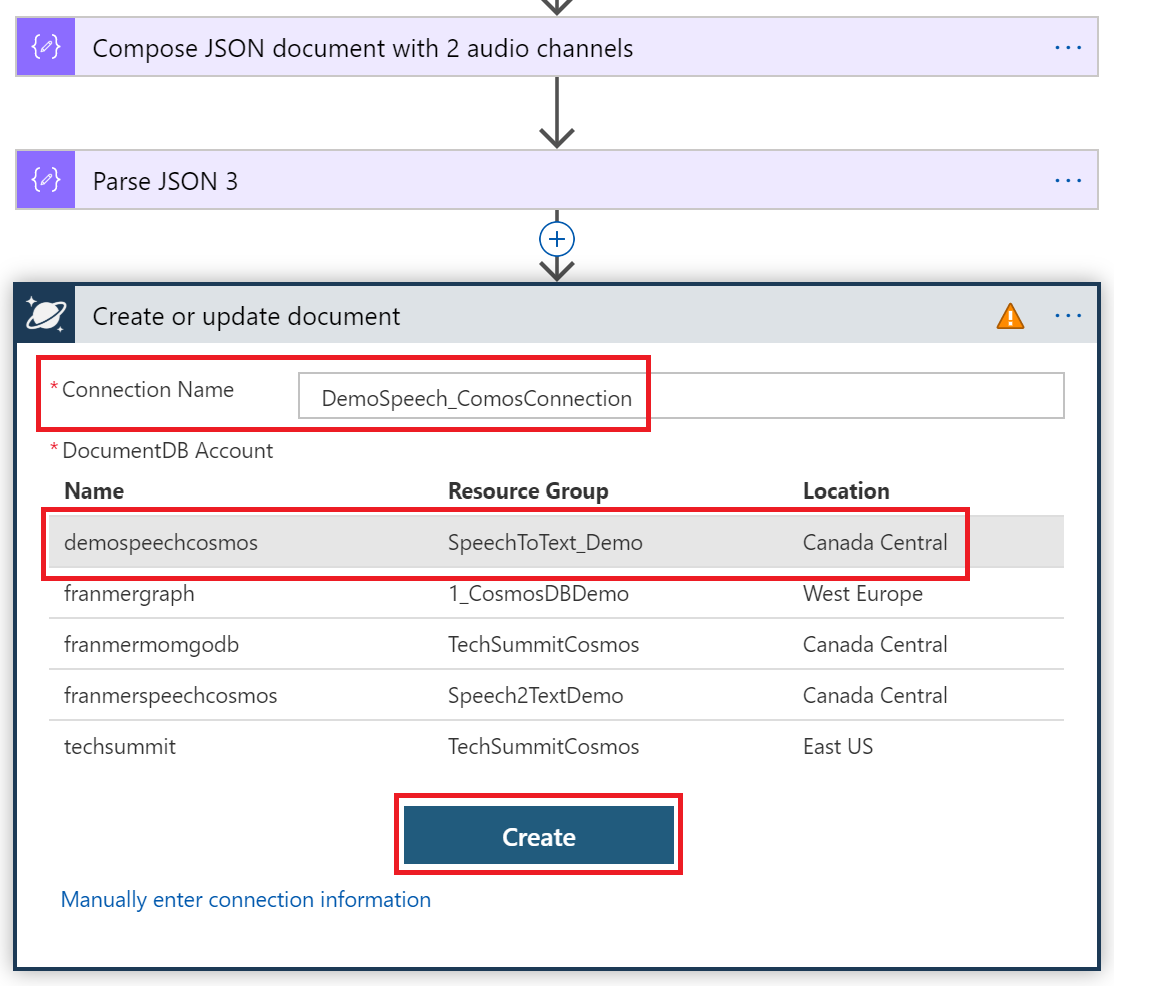 Compose JSON document with 2 audio channels
Parse JSON 3
Create or update document
* Connection Name DemoSpeech_ComosConnection
* DocumentDB Account
Name Resource Group Location
demospeechcosmos SpeechToText_Demo Canada Central
franmergraph 1_CosmosDBDemo West Europe
franmermomgodb TechSummitCosmos Canada Central
franmerspeechcosmos Speech2TextDemo Canada Central
techsummit TechSummitCosmos East US
Create
Manually enter connection information